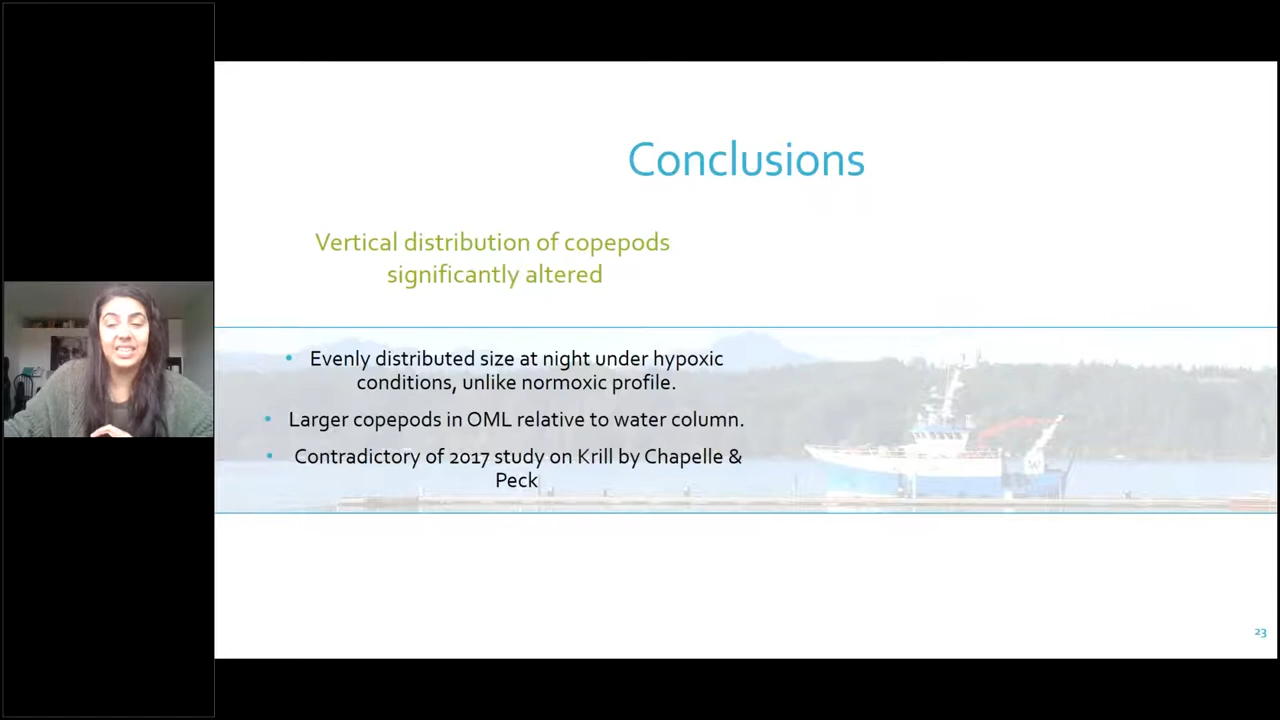 Conclusions
Vertical distribution of copepods
significantly altered
• Evenly distributed size at night under hypoxic
conditions, unlike normoxic profile.
• Larger copepods in OML relative to water column.
• Contradictory of 2017 study on Krill by Chapelle &
Peck
23